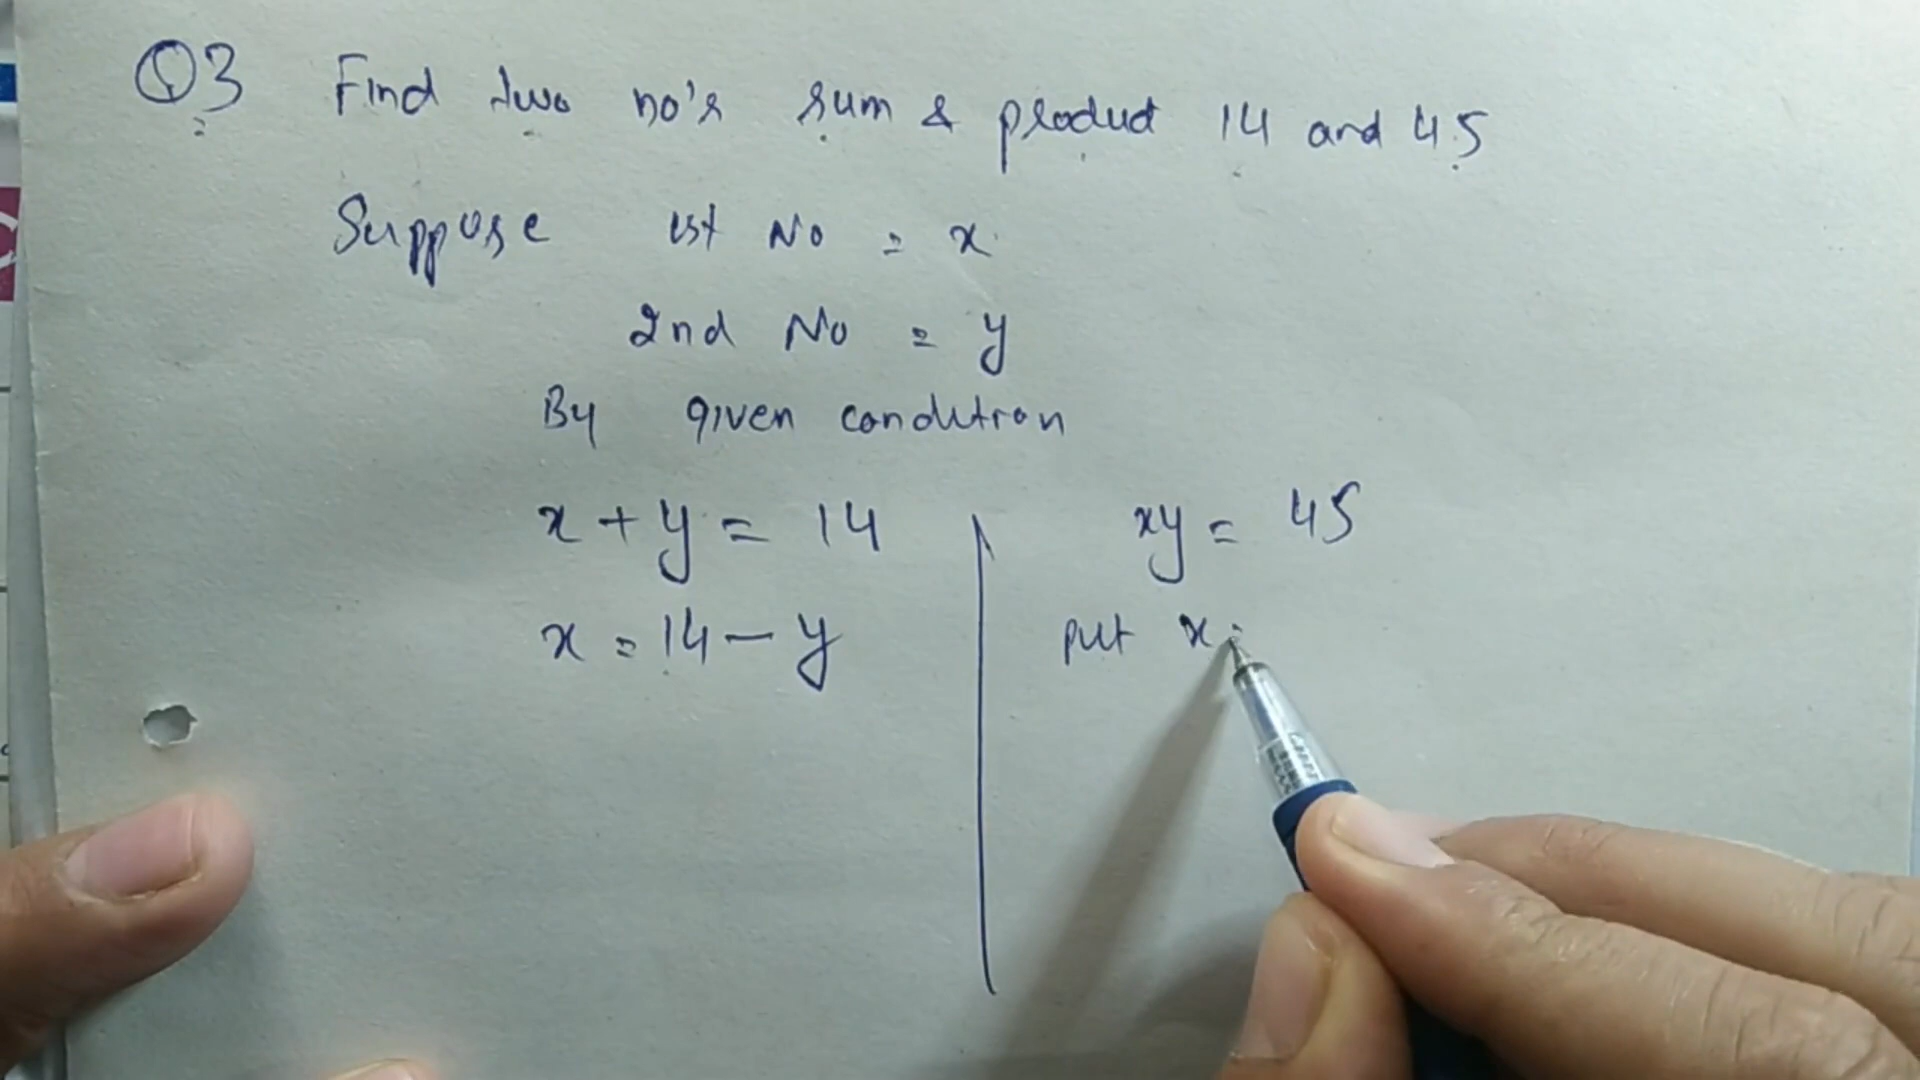 Q3 Find two no's sum & product 14 and 45
Suppose 1st No = x
2nd No = y
By given condition
x + y = 14
x = 14 - y
xy = 45
put x =